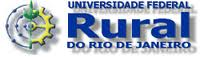 UNIVERSIDADE FEDERAL
Rural
DO RIO DE JANEIRO